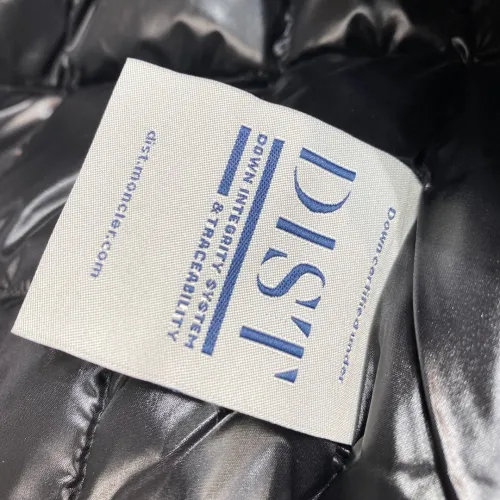 Down certified under
DIST
DOWN INTEGRITY SYSTEM
& TRACEABILITY
dist.moncler.com